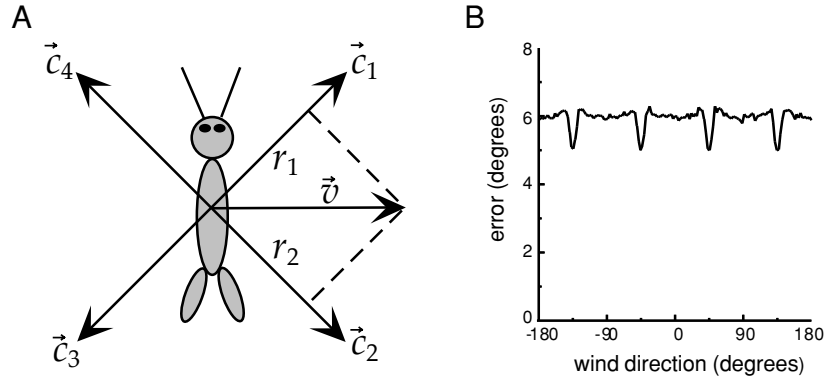 A
c⃗₄
c⃗₁
r₁
v⃗
r₂
c⃗₃
c⃗₂
B
8
6
4
2
0
error (degrees)
-180 -90 0 90 180
wind direction (degrees)